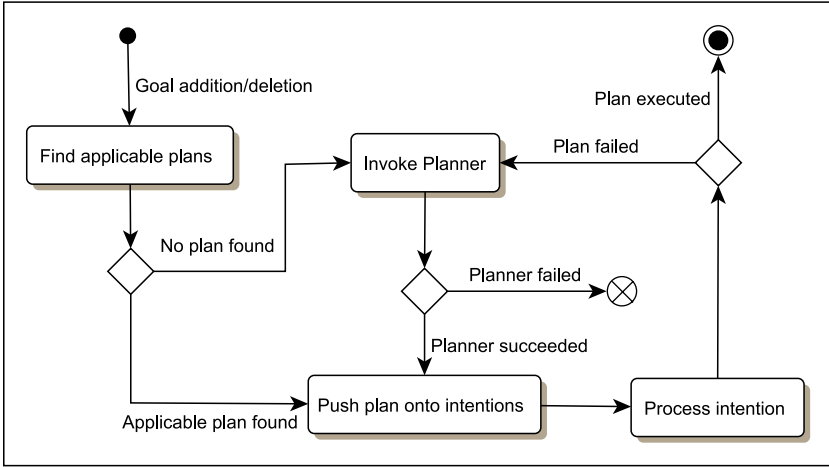 Goal addition/deletion
Plan executed
Find applicable plans
Invoke Planner
Plan failed
No plan found
Planner failed
Planner succeeded
Applicable plan found
Push plan onto intentions
Process intention